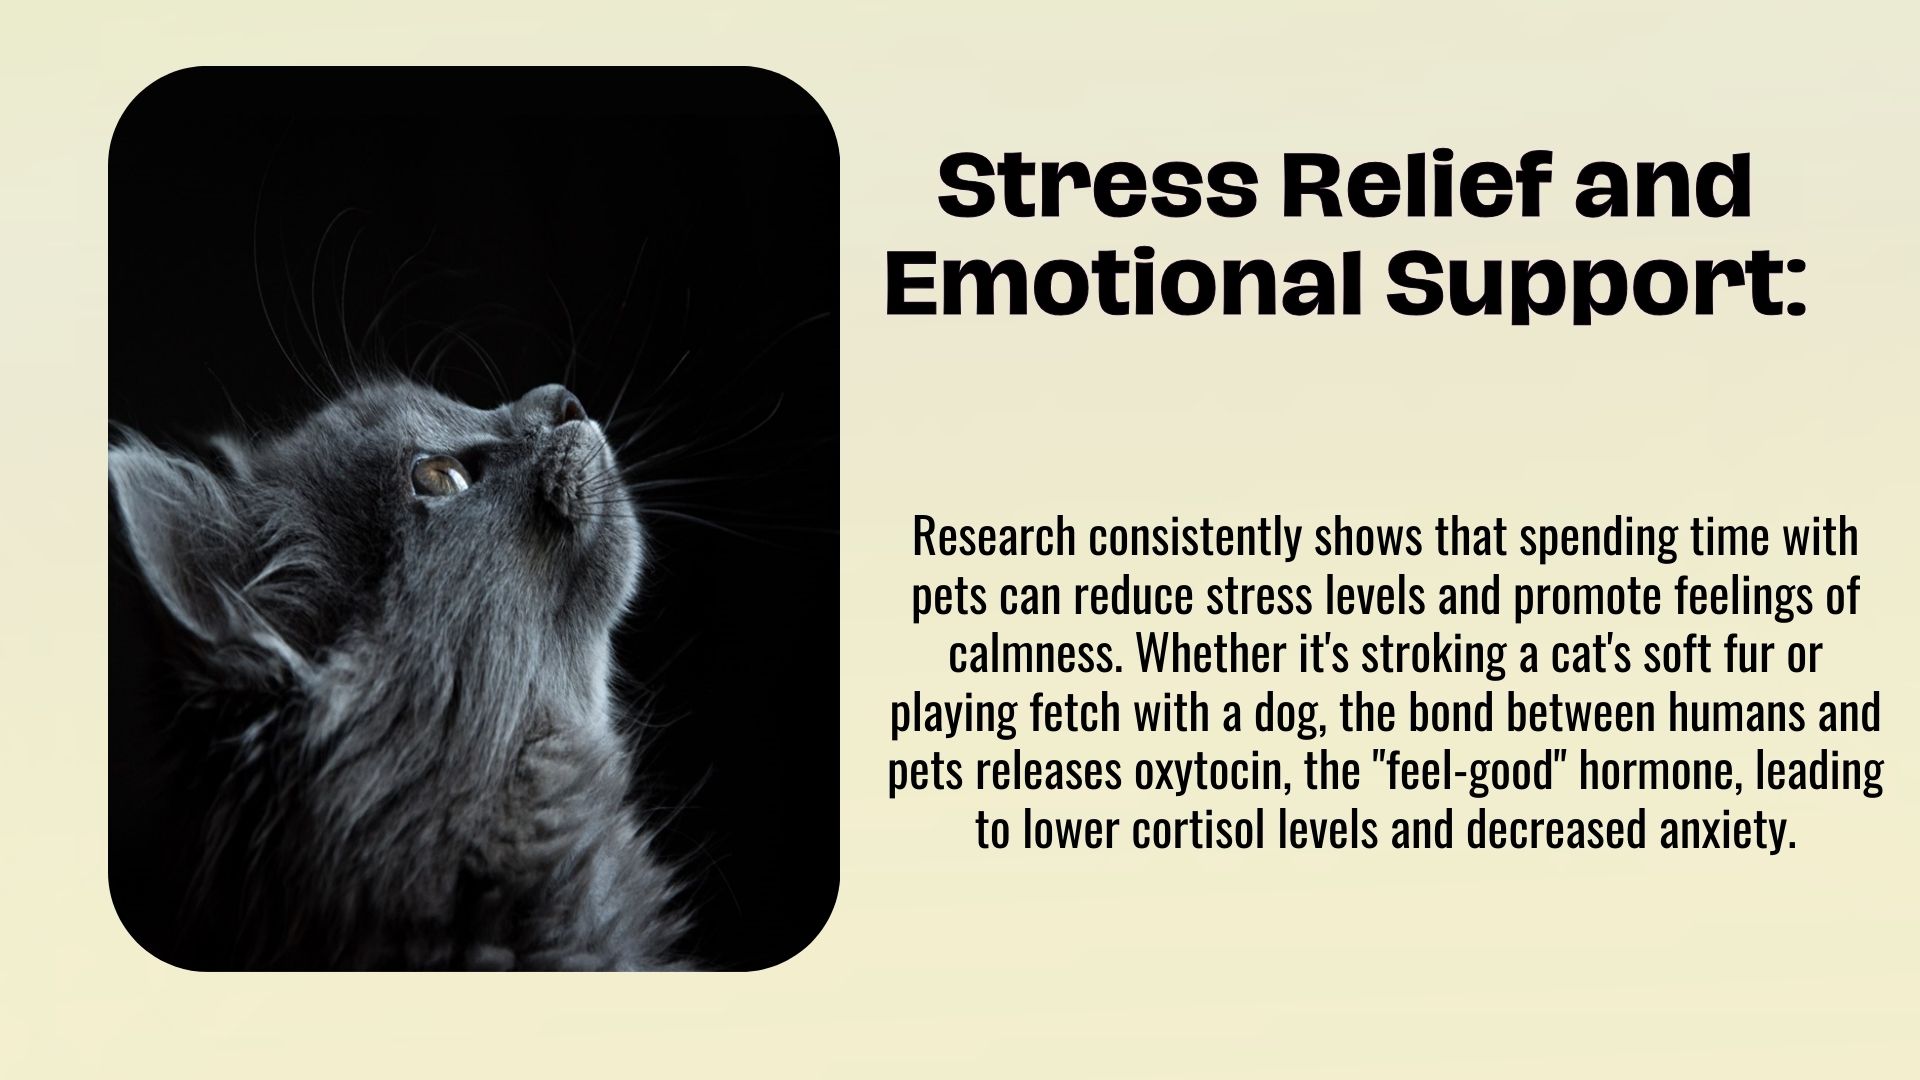 Stress Relief and
Emotional Support:
Research consistently shows that spending time with
pets can reduce stress levels and promote feelings of
calmness. Whether it's stroking a cat's soft fur or
playing fetch with a dog, the bond between humans and
pets releases oxytocin, the "feel-good" hormone, leading
to lower cortisol levels and decreased anxiety.